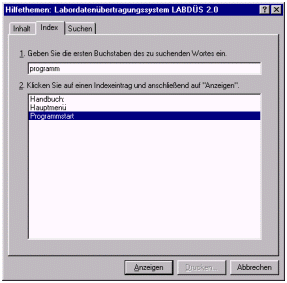 Hilfethemen: Labordatenübertragungssystem LABDÜS 2.0
Inhalt Index Suchen
1. Geben Sie die ersten Buchstaben des zu suchenden Wortes ein.
programm
2. Klicken Sie auf einen Indexeintrag und anschließend auf "Anzeigen".
Handbuch:
Hauptmenü
Programmstart
Anzeigen Drucken... Abbrechen